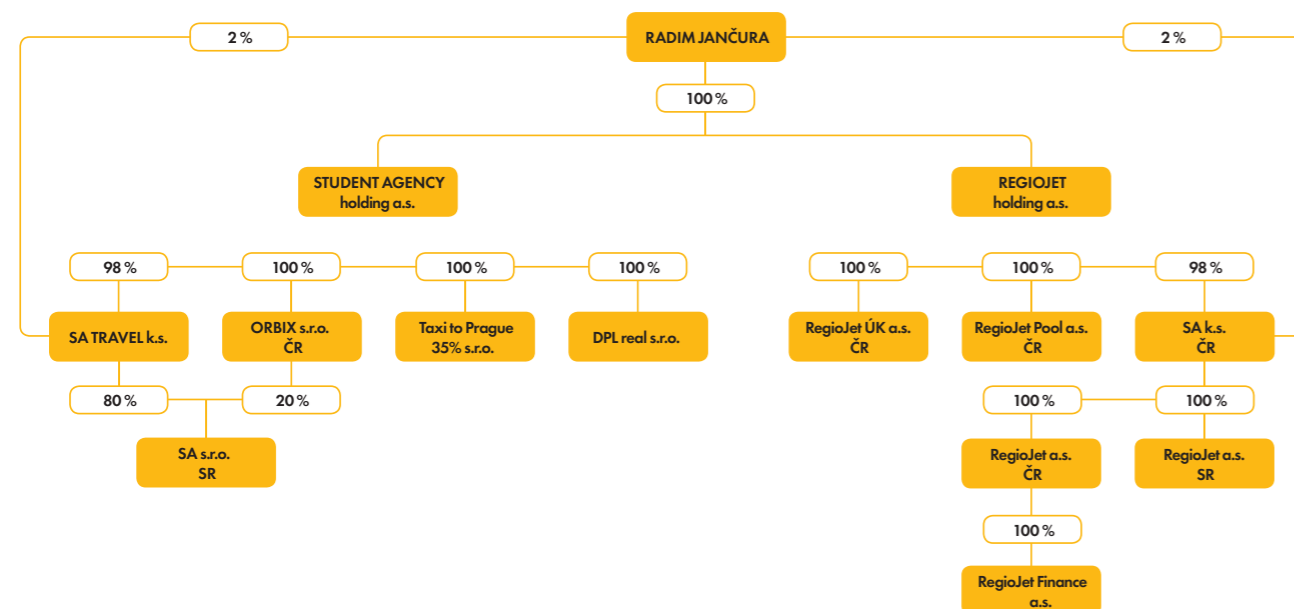 2 %
RADIM JANČURA
2 %
100 %
STUDENT AGENCY
holding a.s.
REGIOJET
holding a.s.
98 %
100 %
100 %
100 %
100 %
100 %
98 %
SA TRAVEL k.s.
ORBIX s.r.o.
ČR
Taxi to Prague
35% s.r.o.
DPL real s.r.o.
RegioJet ÚK a.s.
ČR
RegioJet Pool a.s.
ČR
SA k.s.
ČR
80 %
20 %
100 %
100 %
SA s.r.o.
SR
RegioJet a.s.
ČR
RegioJet a.s.
SR
100 %
RegioJet Finance
a.s.